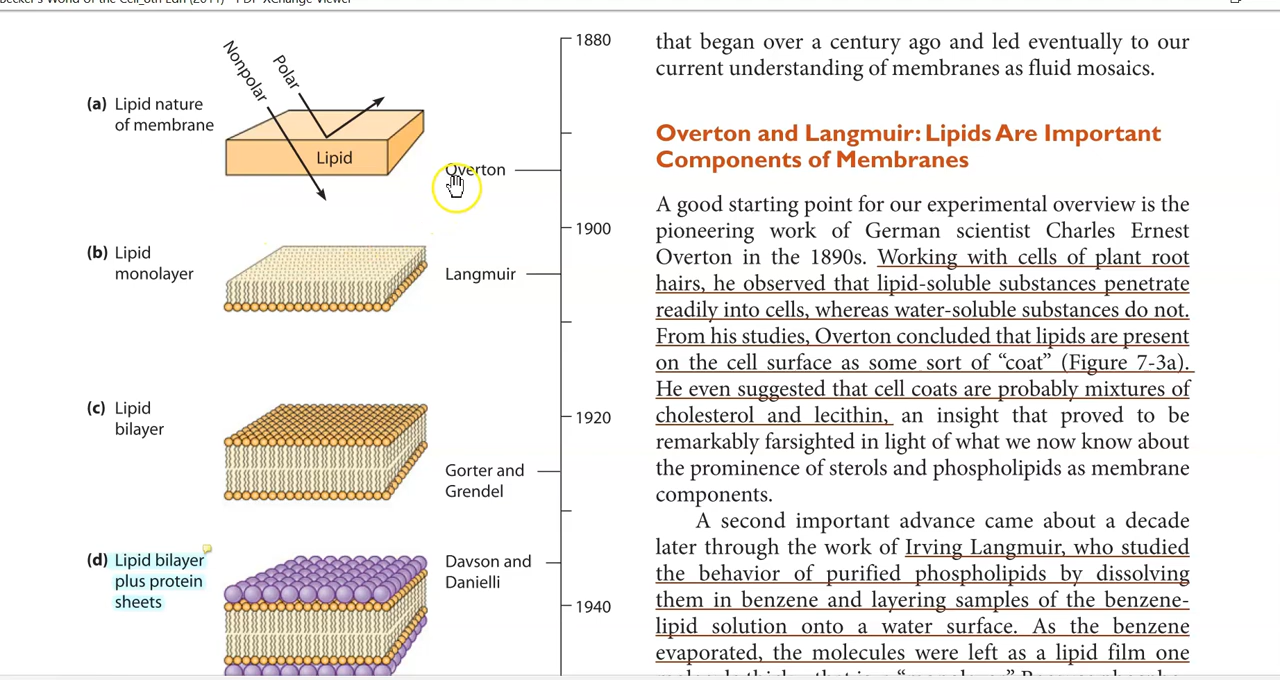 Becker's World of the Cell_8th Edn (2011) - PDF-XChange Viewer
Nonpolar
Polar
(a) Lipid nature
of membrane
Lipid
Overton
(b) Lipid
monolayer
Langmuir
(c) Lipid
bilayer
Gorter and
Grendel
(d) Lipid bilayer
plus protein
sheets
Davson and
Danielli
1880
1900
1920
1940
that began over a century ago and led eventually to our
current understanding of membranes as fluid mosaics.
Overton and Langmuir: Lipids Are Important
Components of Membranes
A good starting point for our experimental overview is the
pioneering work of German scientist Charles Ernest
Overton in the 1890s. Working with cells of plant root
hairs, he observed that lipid-soluble substances penetrate
readily into cells, whereas water-soluble substances do not.
From his studies, Overton concluded that lipids are present
on the cell surface as some sort of “coat” (Figure 7-3a).
He even suggested that cell coats are probably mixtures of
cholesterol and lecithin, an insight that proved to be
remarkably farsighted in light of what we now know about
the prominence of sterols and phospholipids as membrane
components.
A second important advance came about a decade
later through the work of Irving Langmuir, who studied
the behavior of purified phospholipids by dissolving
them in benzene and layering samples of the benzene-
lipid solution onto a water surface. As the benzene
evaporated, the molecules were left as a lipid film one